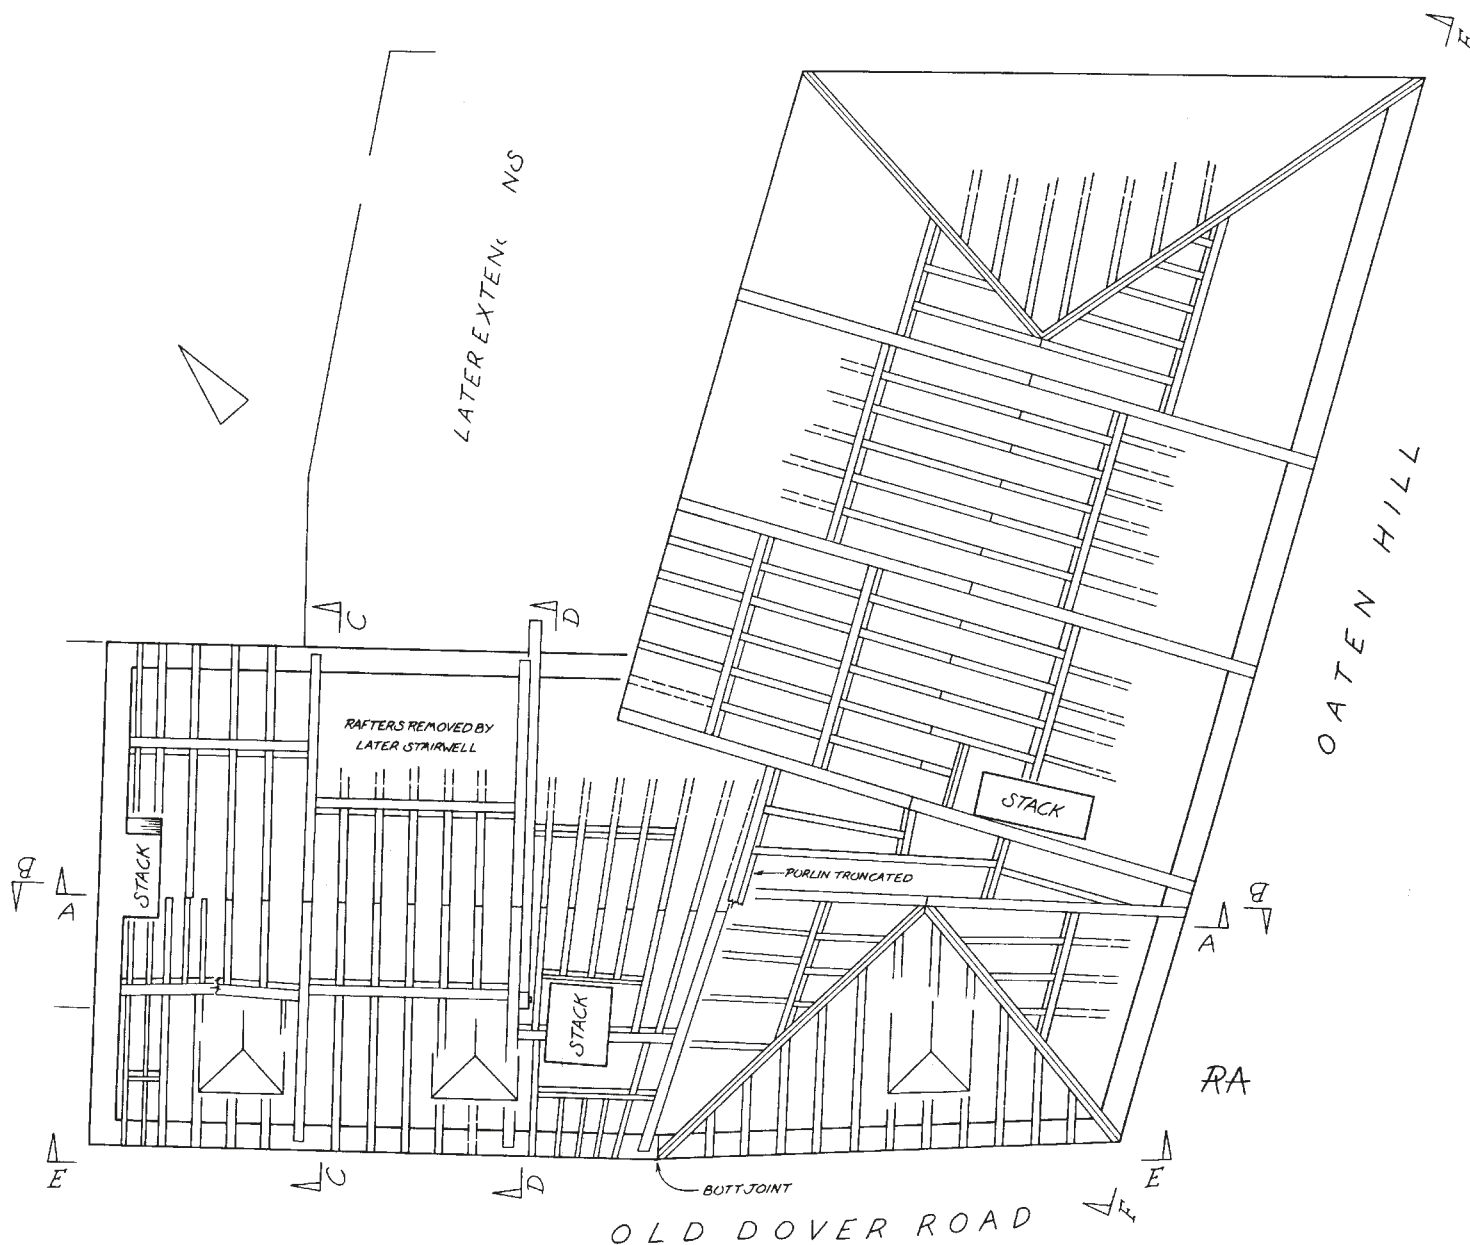 F
LATER EXTEN NS
OATEN HILL
C
D
RAFTERS REMOVED BY
LATER STAIRWELL
STACK
STACK
PURLIN TRUNCATED
STACK
B
A
B
A
RA
E
C
D
BUTT JOINT
E
F
OLD DOVER ROAD